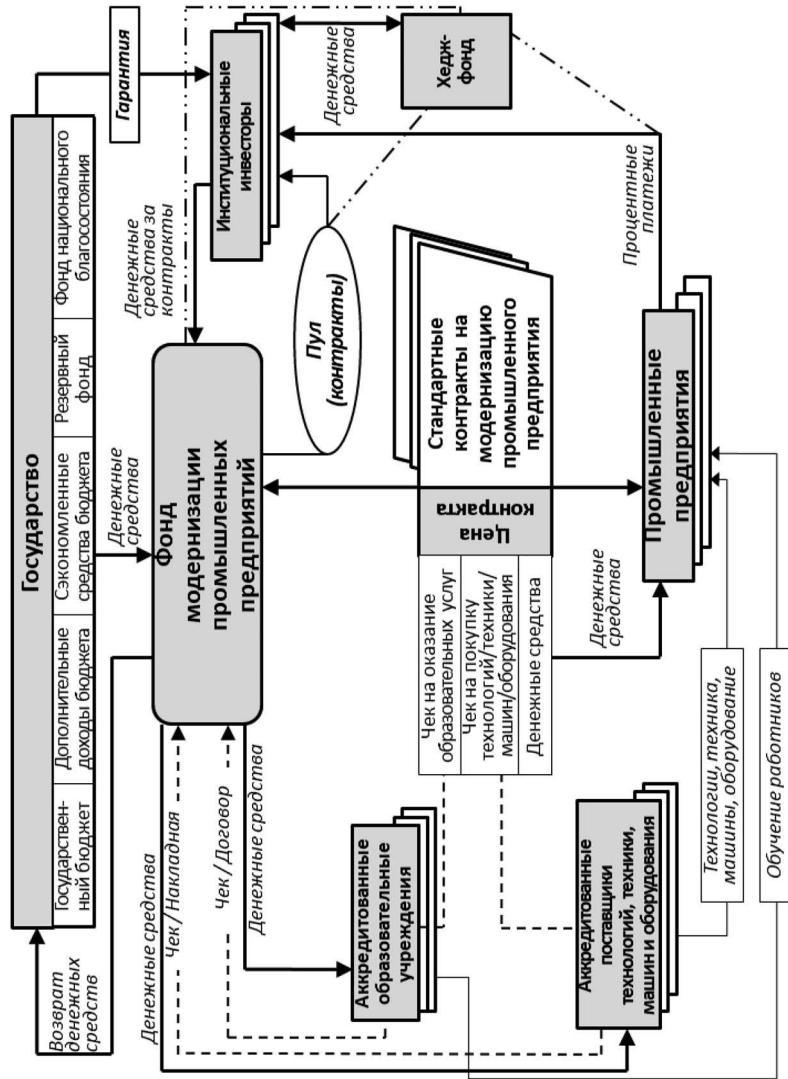 Государство
Государствен-
ный бюджет
Дополнительные
доходы бюджета
Сэкономленные
средства бюджета
Резервный
фонд
Фонд национального
благосостояния
Возврат
денежных
средств
Денежные
средства
Гарантия
Денежные средства
Чек / Накладная
Чек / Договор
Денежные средства
Фонд
модернизации
промышленных
предприятий
Денежные
средства за
контракты
Институциональные
инвесторы
Денежные
средства
Хедж-
фонд
Пул
(контракты)
Аккредитованные
образовательные
учреждения
Чек на оказание
образовательных услуг
Чек на покупку
технологий/техники/
машин/оборудования
Денежные средства
Цена
контракта
Стандартные
контракты на
модернизацию
промышленного
предприятия
Процентные
платежи
Аккредитованные
поставщики
технологий, техники,
машин и оборудования
Денежные
средства
Промышленные
предприятия
Технологии, техника,
машины, оборудование
Обучение работников